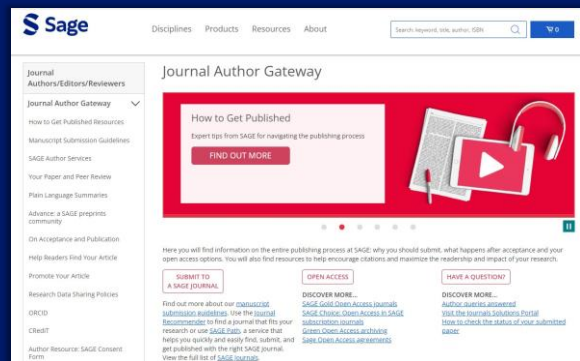 Sage
Disciplines Products Resources About
Search: keyword, title, author, ISBN
0
Journal
Authors/Editors/Reviewers
Journal Author Gateway
How to Get Published Resources
Manuscript Submission Guidelines
SAGE Author Services
Your Paper and Peer Review
Plain Language Summaries
Advance: a SAGE preprints
community
On Acceptance and Publication
Help Readers Find Your Article
Promote Your Article
Research Data Sharing Policies
ORCID
CRediT
Author Resource: SAGE Consent
Form
Journal Author Gateway
How to Get Published
Expert tips from SAGE for navigating the publishing process
FIND OUT MORE
Here you will find information on the entire publishing process at SAGE: why you should submit, what happens after acceptance and your
open access options. You will also find resources to help encourage citations and maximize the readership and impact of your research.
SUBMIT TO
A SAGE JOURNAL
Find out more about our manuscript
submission guidelines. Use the Journal
Recommender to find a journal that fits your
research or use SAGE Path, a service that
helps you quickly and easily find, submit, and
get published with the right SAGE journal.
View the full list of SAGE journals.
OPEN ACCESS
DISCOVER MORE...
SAGE Gold Open Access journals
SAGE Choice: Open Access in SAGE
subscription journals
Green Open Access archiving
Sage Open Access agreements
HAVE A QUESTION?
DISCOVER MORE...
Author queries answered
Visit the Journals Solutions Portal
How to check the status of your submitted
paper